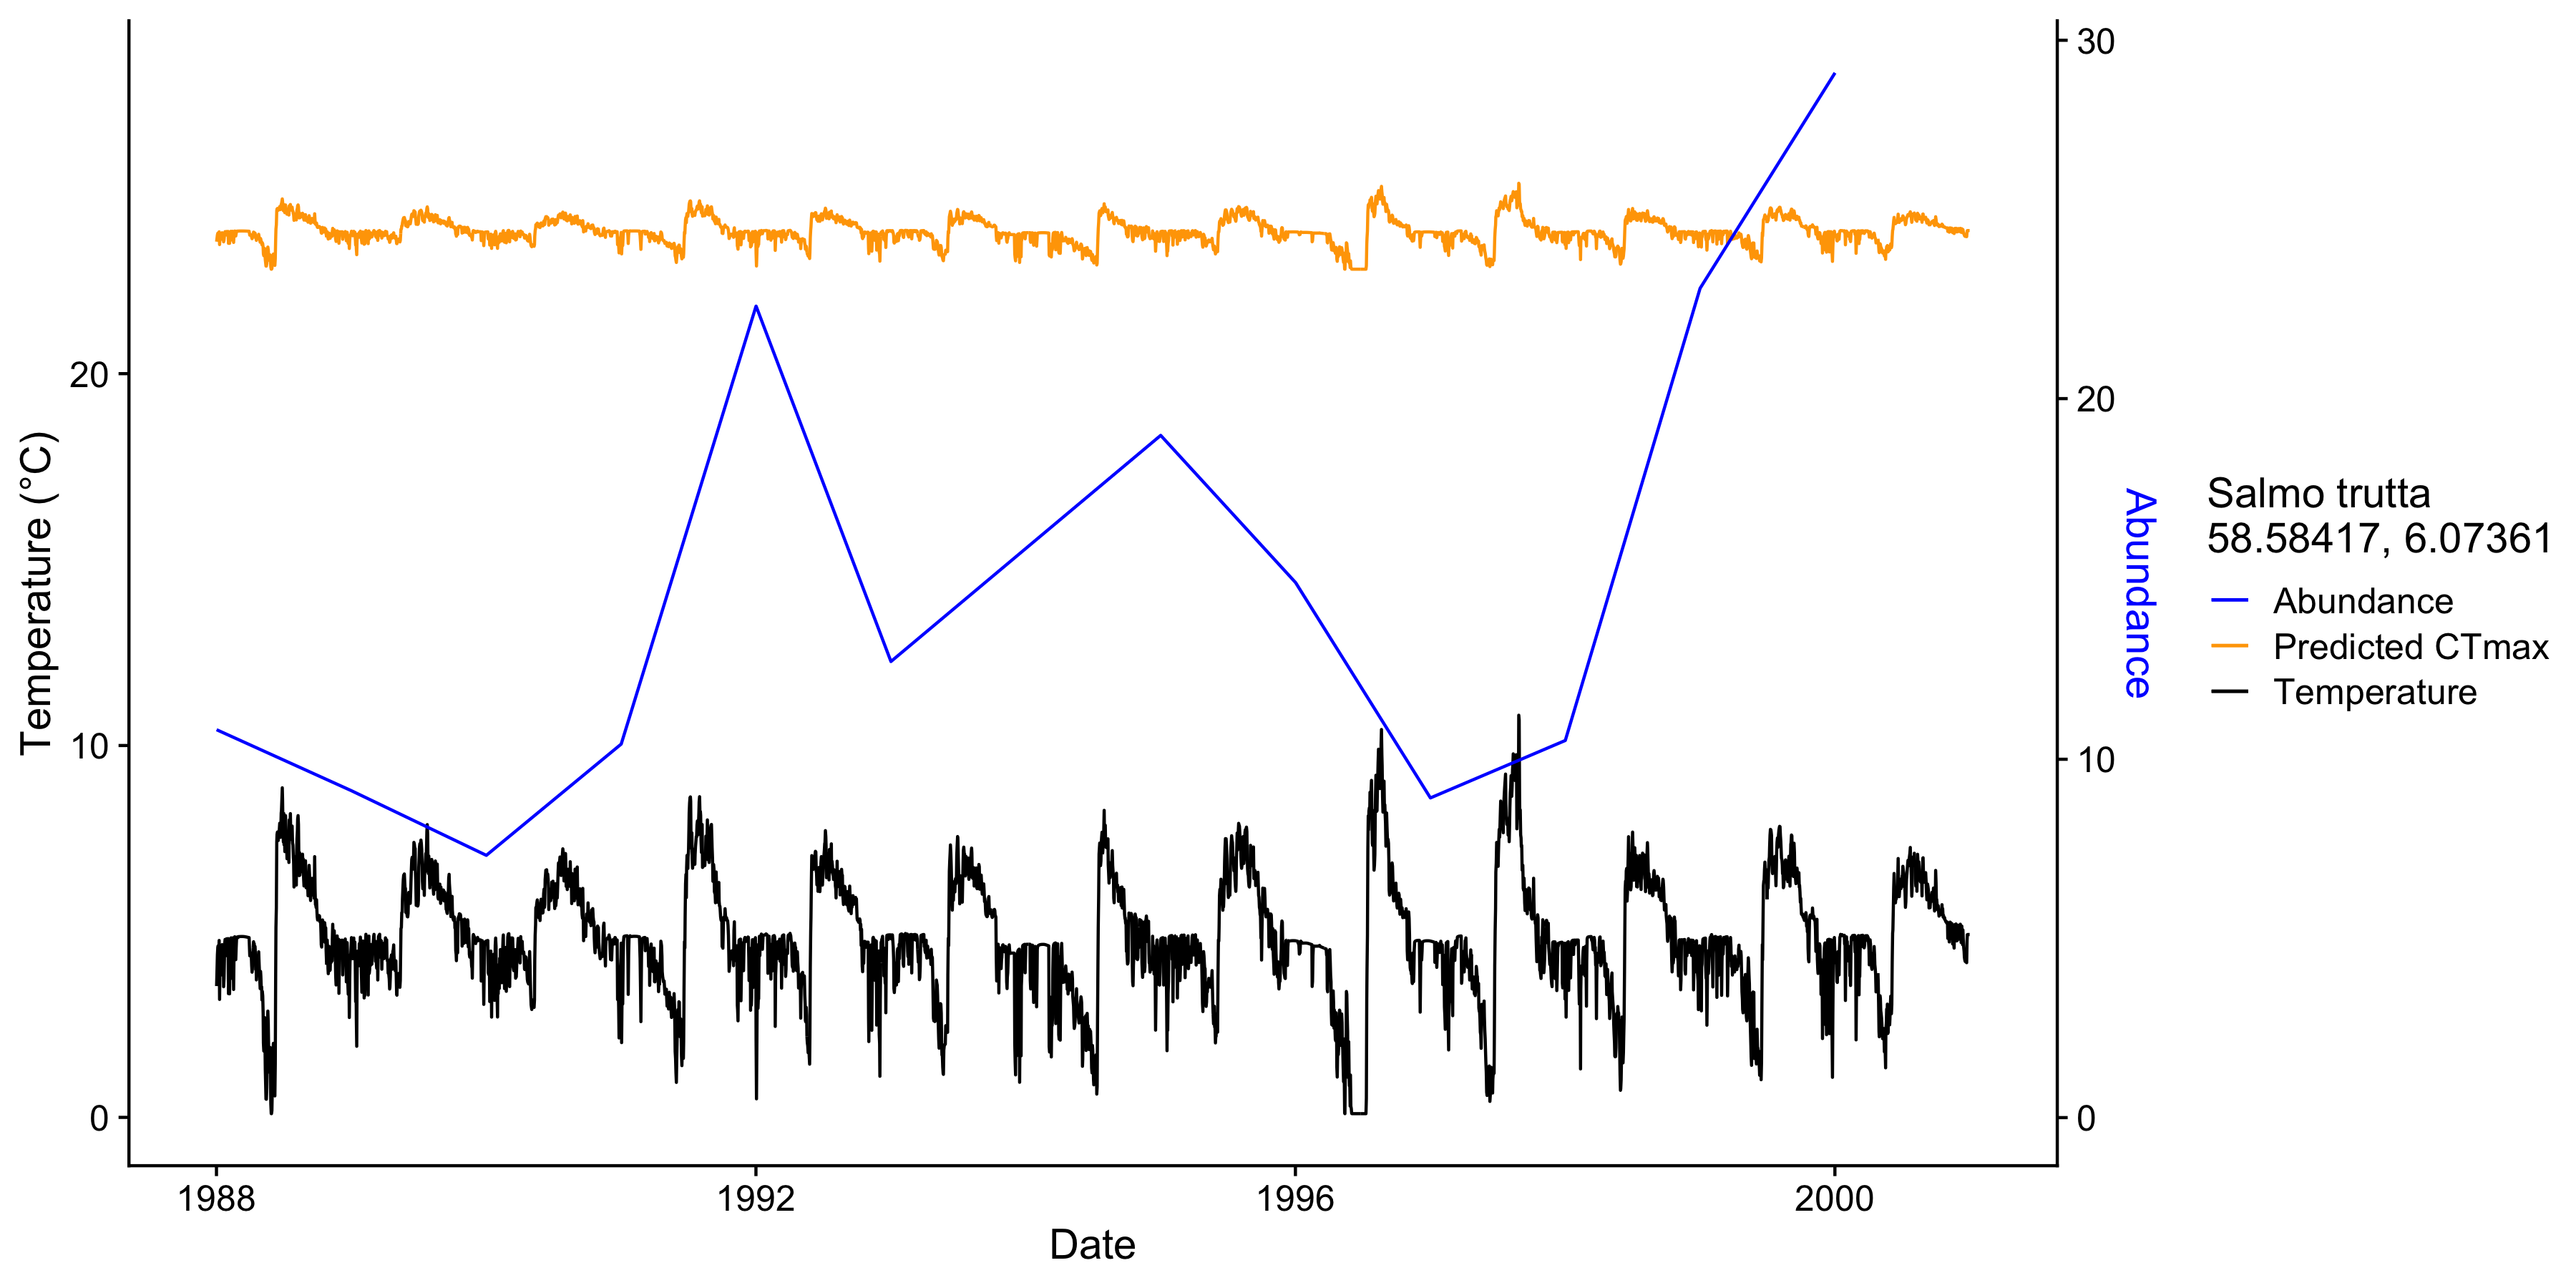 Temperature (°C)
20
10
0
1988
1992
1996
2000
Date
30
20
10
0
Abundance
Salmo trutta
58.58417, 6.07361
Abundance
Predicted CTmax
Temperature